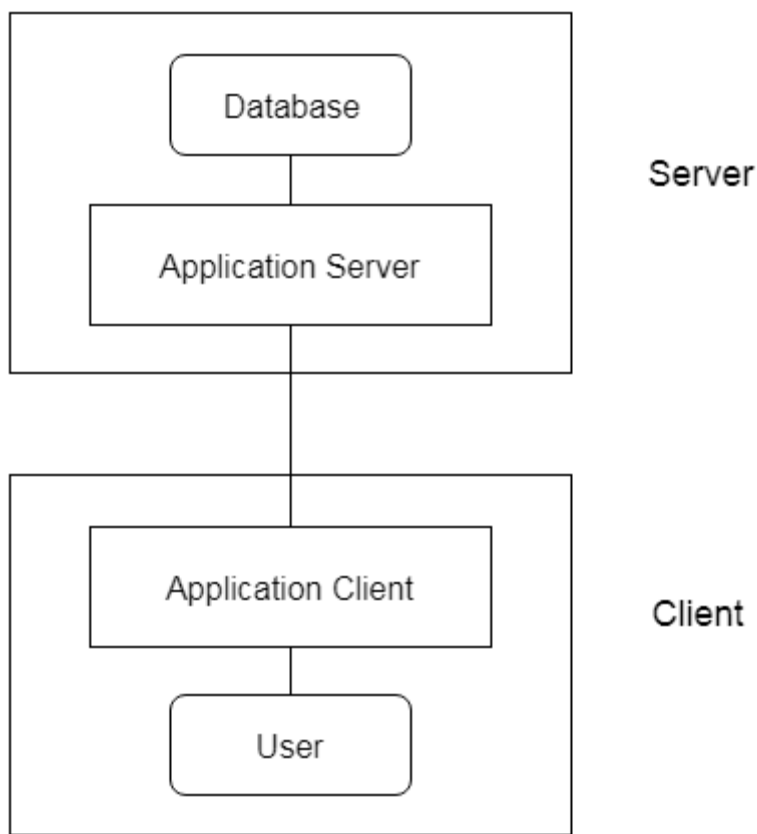 Database
Server
Application Server
Application Client
Client
User